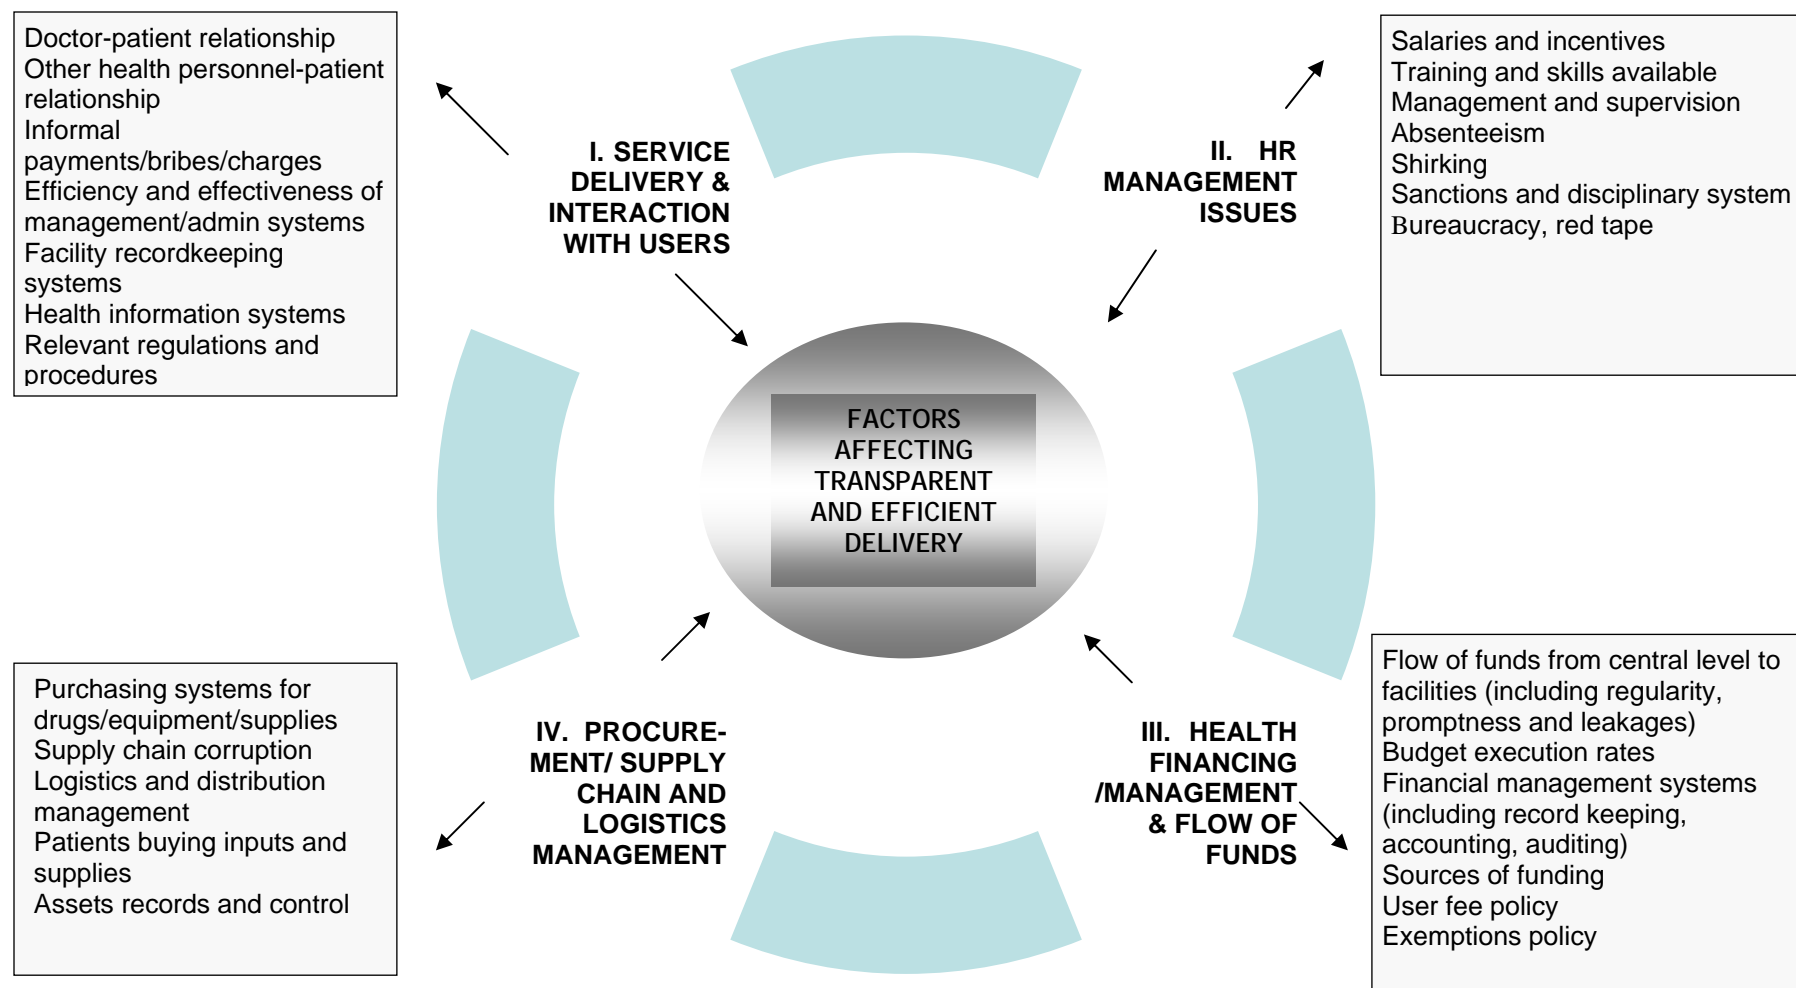 Doctor-patient relationship
Other health personnel-patient
relationship
Informal
payments/bribes/charges
Efficiency and effectiveness of
management/admin systems
Facility recordkeeping
systems
Health information systems
Relevant regulations and
procedures
I. SERVICE
DELIVERY &
INTERACTION
WITH USERS
II. HR
MANAGEMENT
ISSUES
Salaries and incentives
Training and skills available
Management and supervision
Absenteeism
Shirking
Sanctions and disciplinary system
Bureaucracy, red tape
FACTORS
AFFECTING
TRANSPARENT
AND EFFICIENT
DELIVERY
Purchasing systems for
drugs/equipment/supplies
Supply chain corruption
Logistics and distribution
management
Patients buying inputs and
supplies
Assets records and control
IV. PROCURE-
MENT/ SUPPLY
CHAIN AND
LOGISTICS
MANAGEMENT
III. HEALTH
FINANCING
/MANAGEMENT
& FLOW OF
FUNDS
Flow of funds from central level to
facilities (including regularity,
promptness and leakages)
Budget execution rates
Financial management systems
(including record keeping,
accounting, auditing)
Sources of funding
User fee policy
Exemptions policy